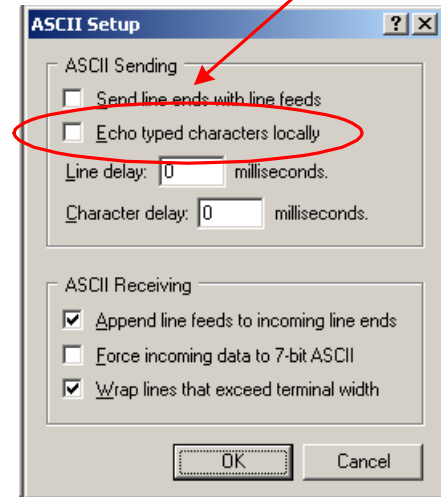 ASCII Setup
ASCII Sending
Send line ends with line feeds
Echo typed characters locally
Line delay: 0 milliseconds.
Character delay: 0 milliseconds.
ASCII Receiving
Append line feeds to incoming line ends
Force incoming data to 7-bit ASCII
Wrap lines that exceed terminal width
OK Cancel